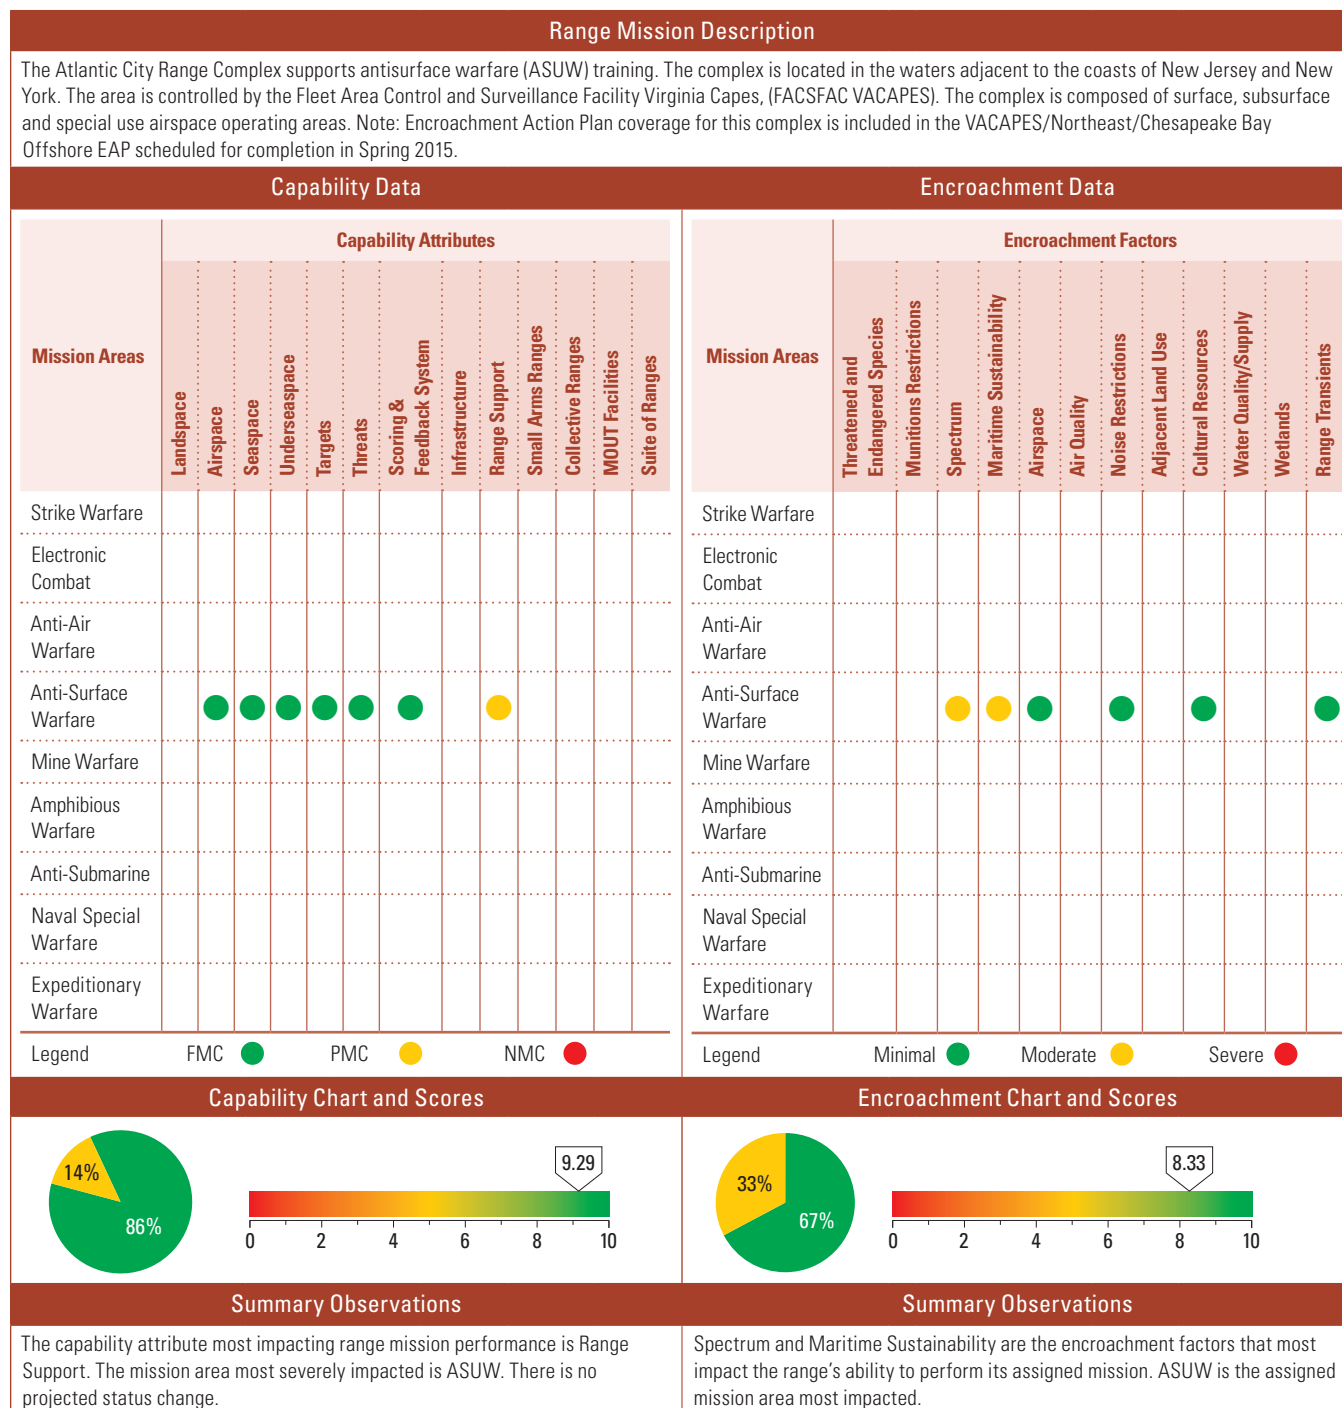 Range Mission Description
The Atlantic City Range Complex supports antisurface warfare (ASUW) training. The complex is located in the waters adjacent to the coasts of New Jersey and New
York. The area is controlled by the Fleet Area Control and Surveillance Facility Virginia Capes, (FACSFAC VACAPES). The complex is composed of surface, subsurface
and special use airspace operating areas. Note: Encroachment Action Plan coverage for this complex is included in the VACAPES/Northeast/Chesapeake Bay
Offshore EAP scheduled for completion in Spring 2015.
Capability Data
Mission Areas
Capability Attributes
Landspace
Airspace
Seaspace
Underseaspace
Targets
Threats
Scoring &
Feedback System
Infrastructure
Range Support
Small Arms Ranges
Collective Ranges
MOUT Facilities
Suite of Ranges
Strike Warfare
Electronic
Combat
Anti-Air
Warfare
Anti-Surface
Warfare
Mine Warfare
Amphibious
Warfare
Anti-Submarine
Naval Special
Warfare
Expeditionary
Warfare
Legend FMC PMC NMC
Encroachment Data
Mission Areas
Encroachment Factors
Threatened and
Endangered Species
Munitions Restrictions
Spectrum
Maritime Sustainability
Airspace
Air Quality
Noise Restrictions
Adjacent Land Use
Cultural Resources
Water Quality/Supply
Wetlands
Range Transients
Strike Warfare
Electronic
Combat
Anti-Air
Warfare
Anti-Surface
Warfare
Mine Warfare
Amphibious
Warfare
Anti-Submarine
Naval Special
Warfare
Expeditionary
Warfare
Legend Minimal Moderate Severe
Capability Chart and Scores
14%
86%
9.29
0 2 4 6 8 10
Encroachment Chart and Scores
33%
67%
8.33
0 2 4 6 8 10
Summary Observations
The capability attribute most impacting range mission performance is Range
Support. The mission area most severely impacted is ASUW. There is no
projected status change.
Summary Observations
Spectrum and Maritime Sustainability are the encroachment factors that most
impact the range's ability to perform its assigned mission. ASUW is the assigned
mission area most impacted.